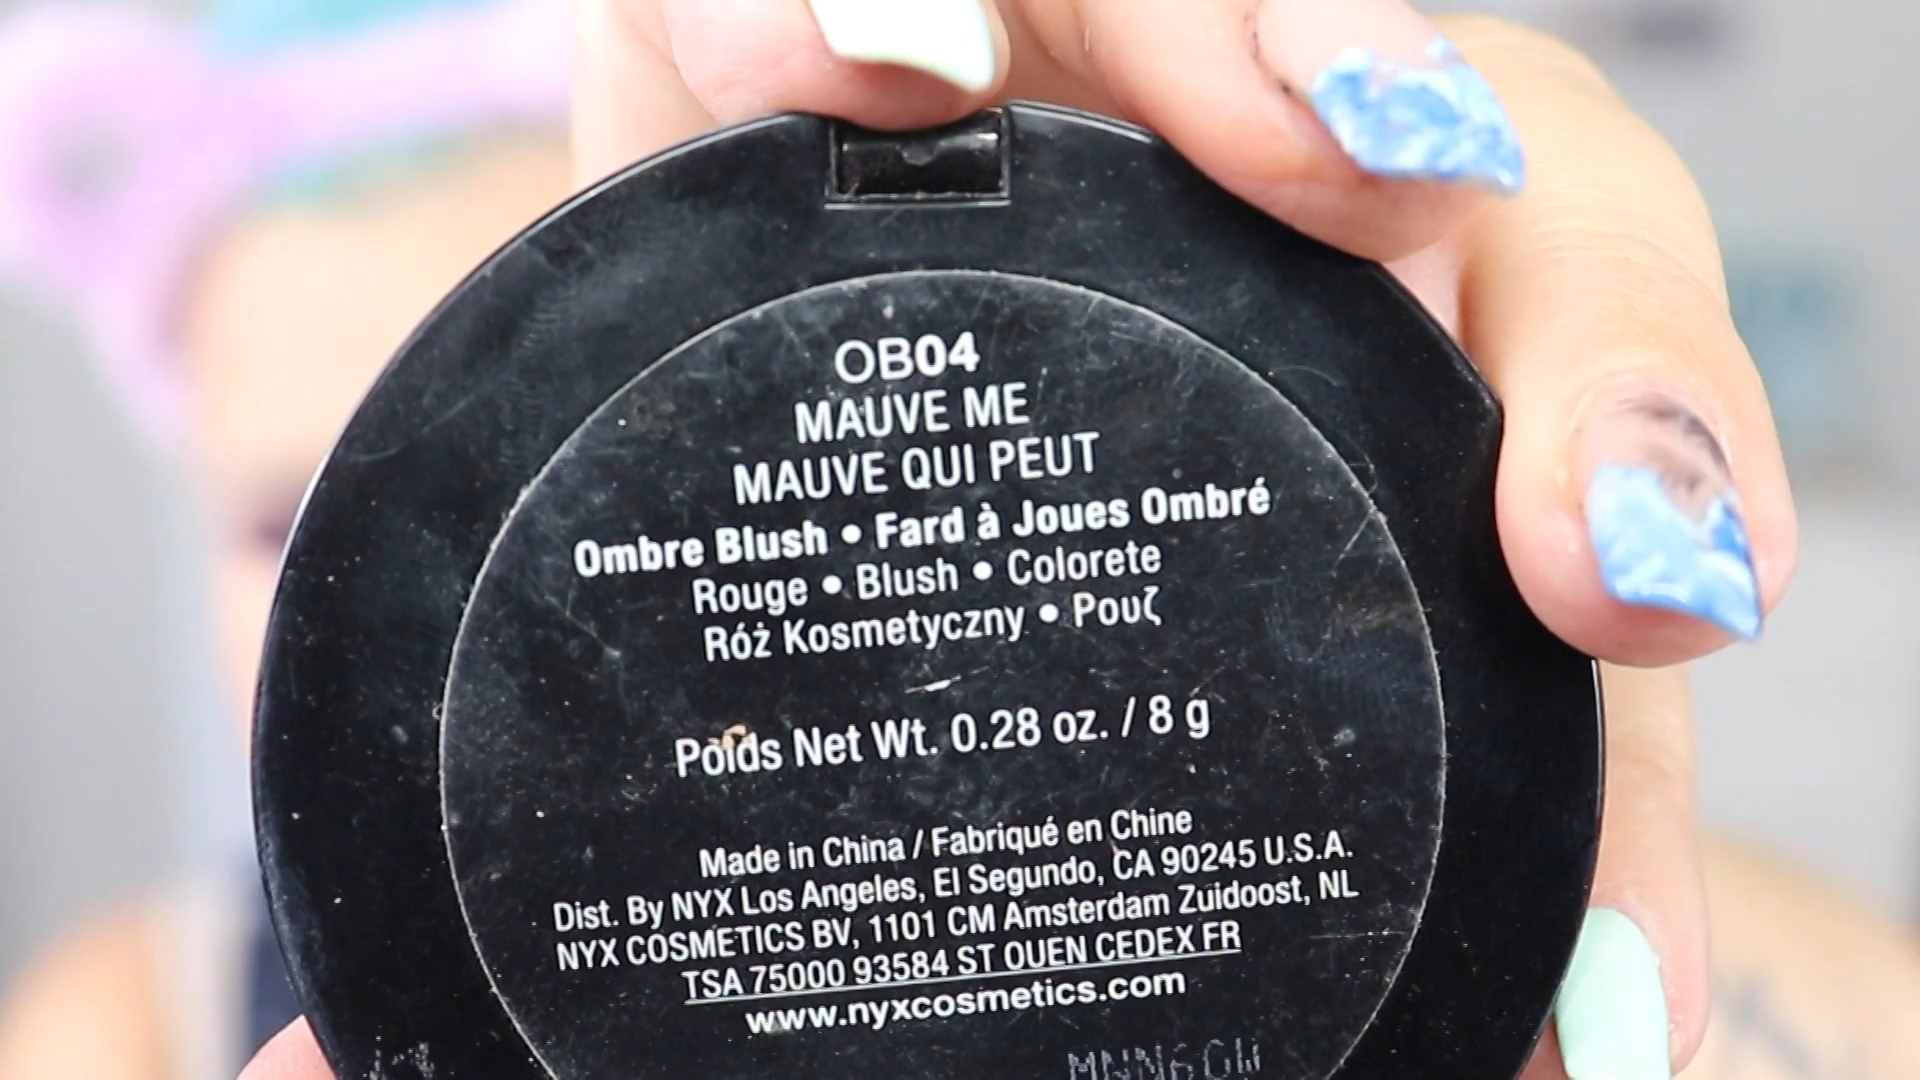 OB04
MAUVE ME
MAUVE QUI PEUT
Ombre Blush • Fard à Joues Ombré
Rouge • Blush • Colorete
Róż Kosmetyczny • Ρουζ
Poids Net Wt. 0.28 oz. / 8 g
Made in China / Fabriqué en Chine
Dist. By NYX Los Angeles, El Segundo, CA 90245 U.S.A.
NYX COSMETICS BV, 1101 CM Amsterdam Zuidoost, NL
TSA 75000 93584 ST OUEN CEDEX FR
www.nyxcosmetics.com